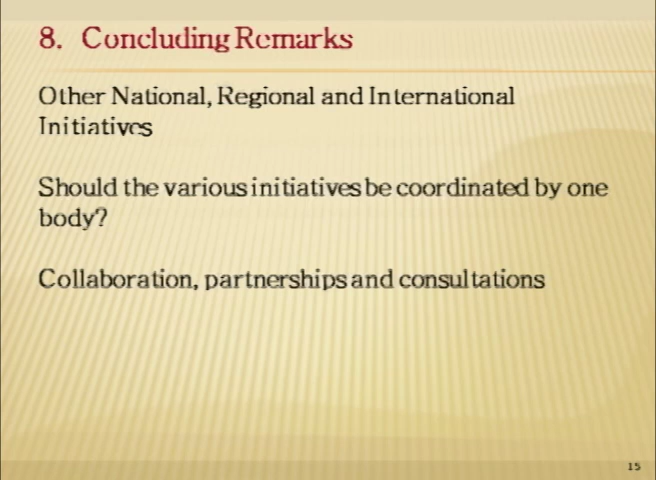 8. Concluding Remarks
Other National, Regional and International
Initiatives
Should the various initiatives be coordinated by one
body?
Collaboration, partnerships and consultations
15